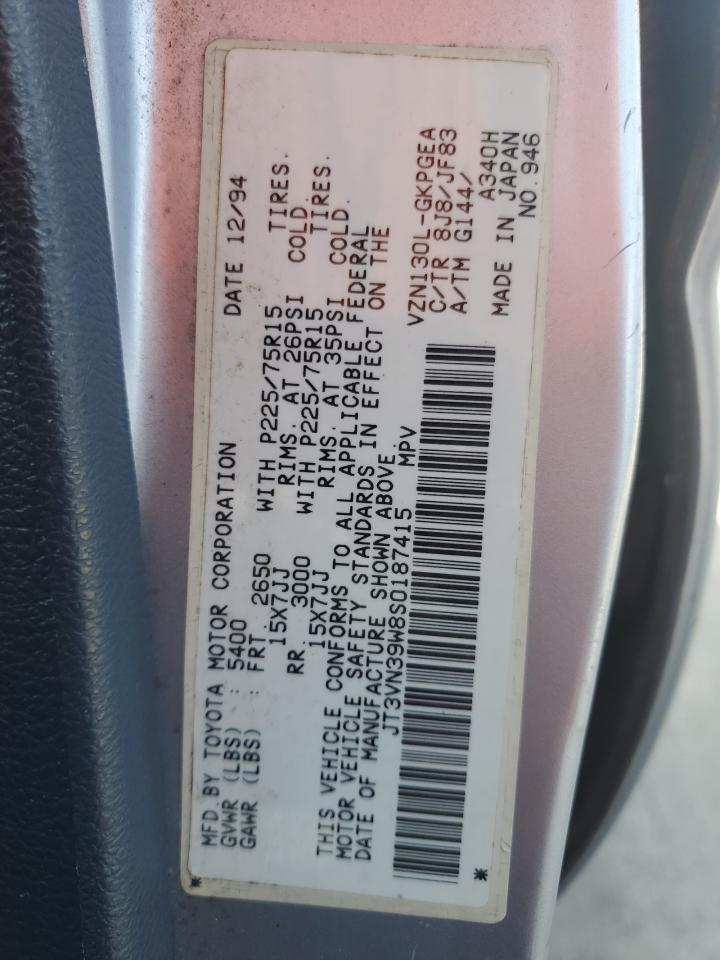 MFD.BY TOYOTA MOTOR CORPORATION DATE 12/94
GVWR (LBS) : 5400
GAWR (LBS) : FRT. 2650 WITH P225/75R15 TIRES.
15X7JJ RIMS. AT 26PSI COLD.
RR. 3000 WITH P225/75R15 TIRES.
15X7JJ RIMS. AT 35PSI COLD.
THIS VEHICLE CONFORMS TO ALL APPLICABLE FEDERAL
MOTOR VEHICLE SAFETY STANDARDS IN EFFECT ON THE
DATE OF MANUFACTURE SHOWN ABOVE.
JT3VN39W8S0187415 MPV
VZN130L-GKPGEA
C/TR 8J8/JF83
A/TM G144/
A340H
MADE IN JAPAN
NO.946